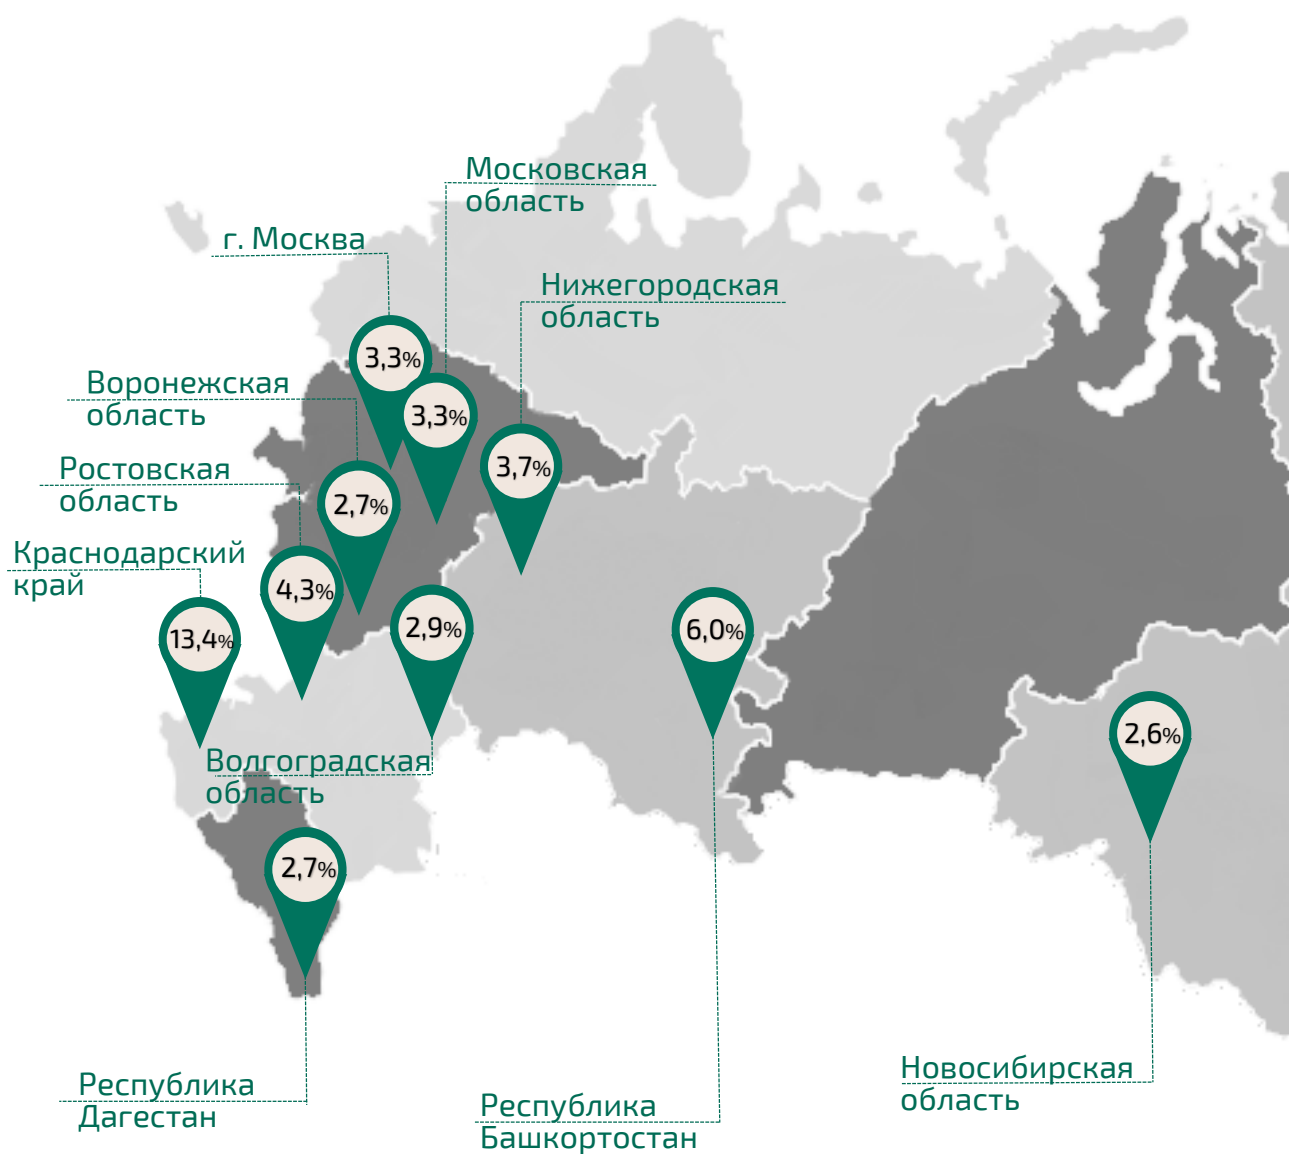 Московская
область
г. Москва
Нижегородская
область
3,3%
Воронежская
область
3,3%
Ростовская
область
3,7%
2,7%
Краснодарский
край
4,3%
13,4%
2,9%
6,0%
2,6%
Волгоградская
область
2,7%
Новосибирская
область
Республика
Дагестан
Республика
Башкортостан